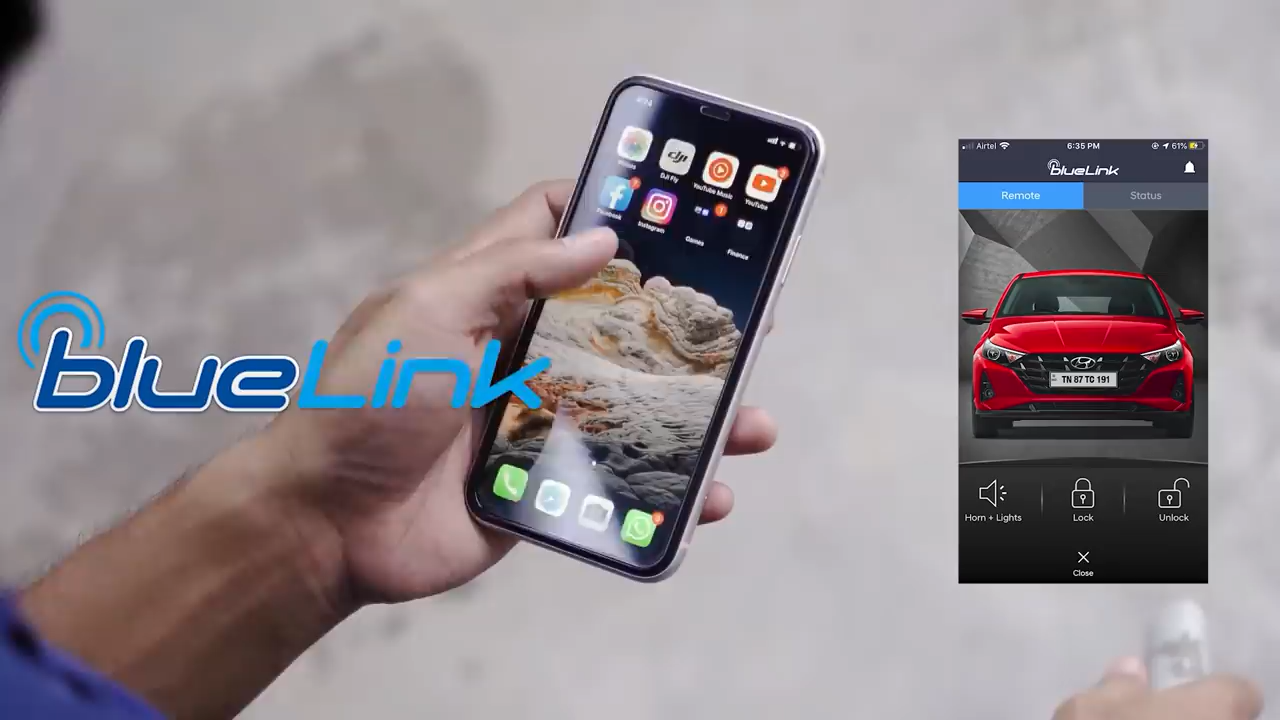 blueLink
Photos
DJI Fly
YouTube Music
YouTube
Facebook
Instagram
Games
Finance
Airtel
6:35 PM
61%
blueLink
Remote
Status
TN 87 TC 191
Horn + Lights
Lock
Unlock
Close